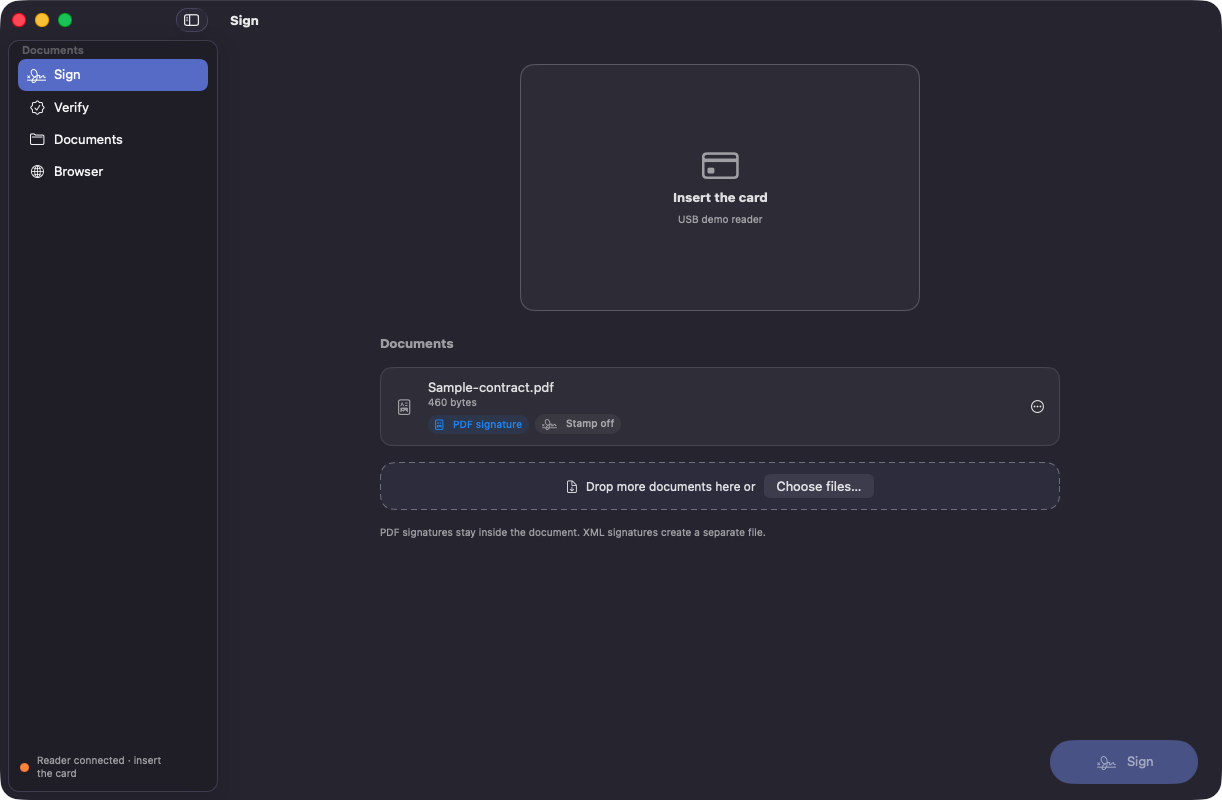 Sign
Documents
Sign
Verify
Documents
Browser
Insert the card
USB demo reader
Documents
Sample-contract.pdf
460 bytes
PDF signature
Stamp off
Drop more documents here or
Choose files...
PDF signatures stay inside the document. XML signatures create a separate file.
Reader connected · insert
the card
Sign